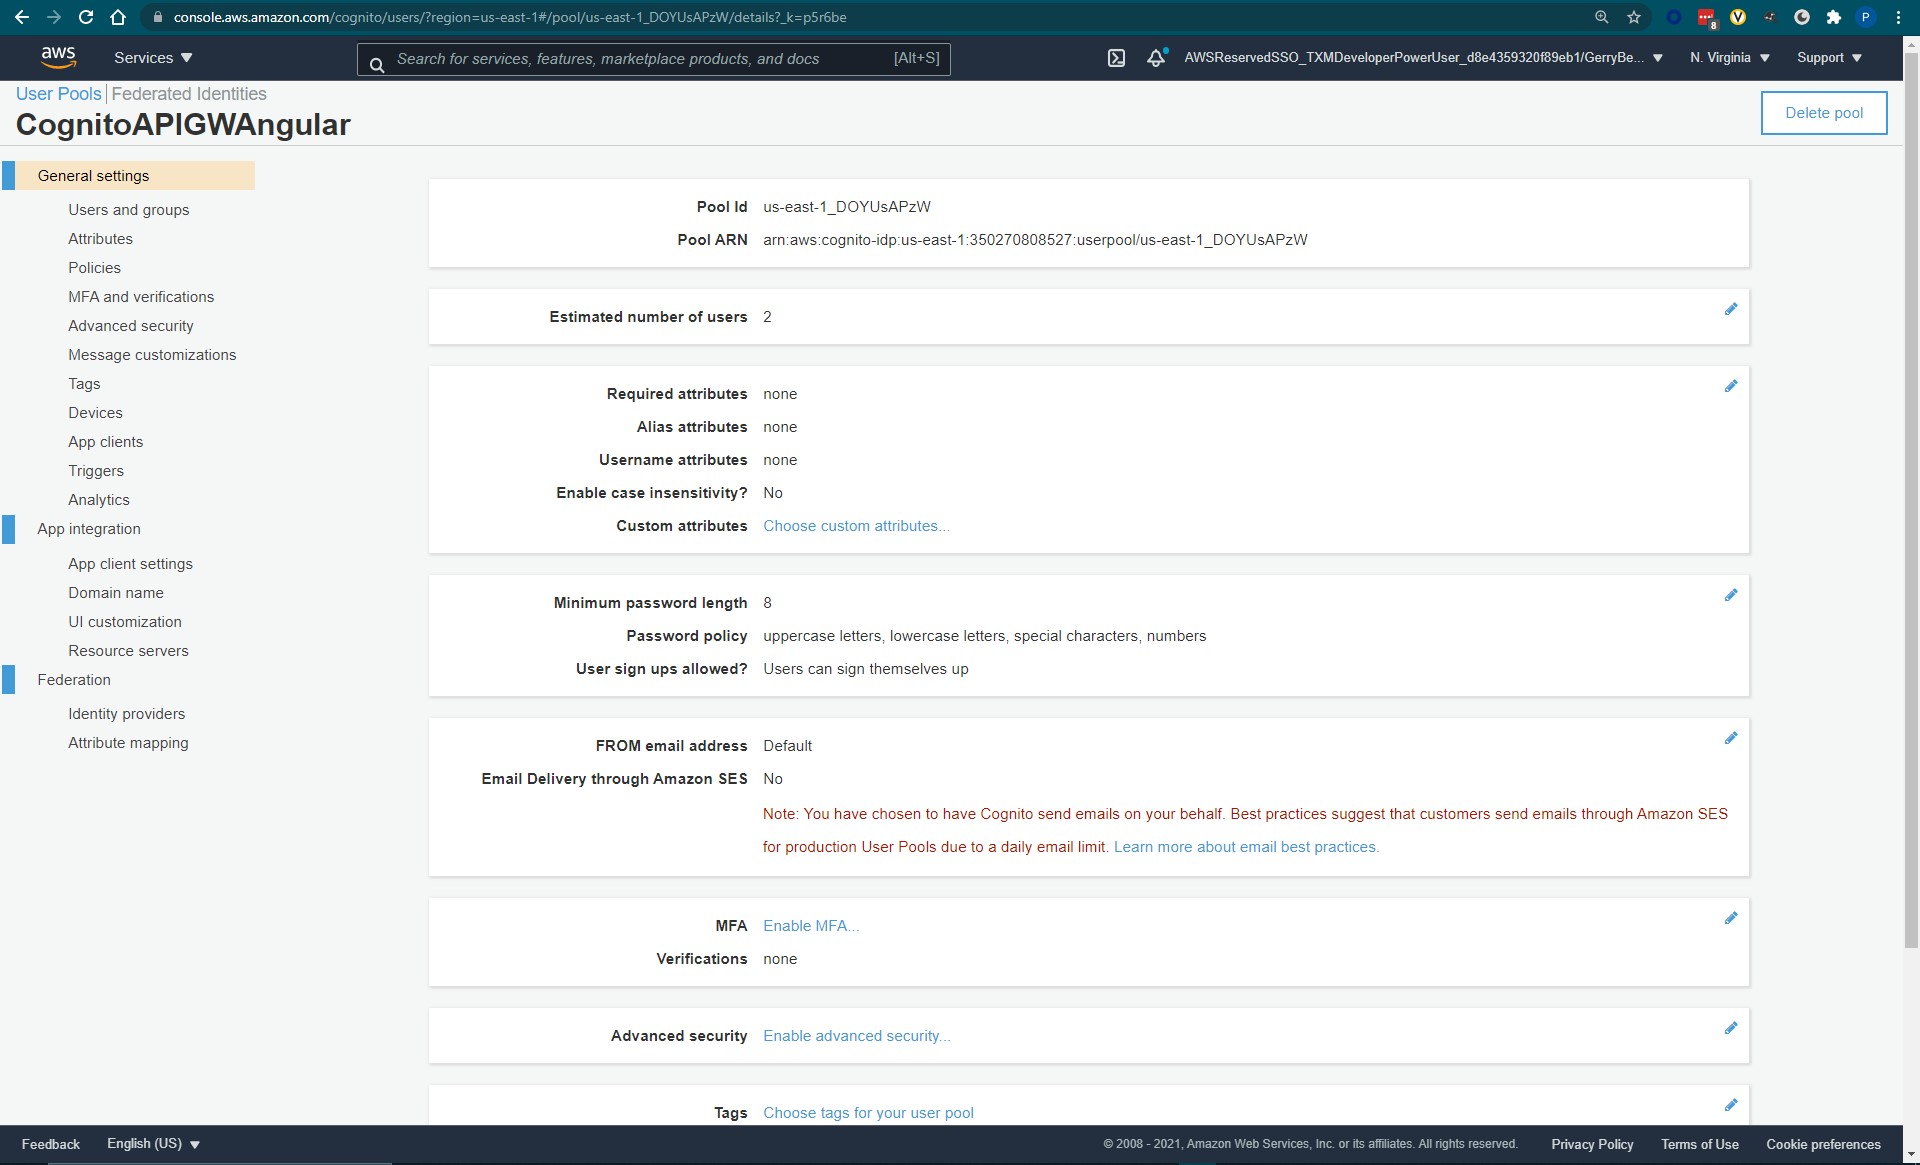 console.aws.amazon.com/cognito/users/?region=us-east-1#/pool/us-east-1_DOYUsAPzW/details?_k=p5r6be
8
P
aws
Services
Search for services, features, marketplace products, and docs
[Alt+S]
AWSReservedSSO_TXMDeveloperPowerUser_d8e4359320f89eb1/GerryBe...
N. Virginia
Support
User Pools
Federated Identities
CognitoAPIGWAngular
Delete pool
General settings
Users and groups
Attributes
Policies
MFA and verifications
Advanced security
Message customizations
Tags
Devices
App clients
Triggers
Analytics
App integration
App client settings
Domain name
UI customization
Resource servers
Federation
Identity providers
Attribute mapping
Pool Id us-east-1_DOYUsAPzW
Pool ARN arn:aws:cognito-idp:us-east-1:350270808527:userpool/us-east-1_DOYUsAPzW
Estimated number of users 2
Required attributes none
Alias attributes none
Username attributes none
Enable case insensitivity? No
Custom attributes Choose custom attributes...
Minimum password length 8
Password policy uppercase letters, lowercase letters, special characters, numbers
User sign ups allowed? Users can sign themselves up
FROM email address Default
Email Delivery through Amazon SES No
Note: You have chosen to have Cognito send emails on your behalf. Best practices suggest that customers send emails through Amazon SES
for production User Pools due to a daily email limit. Learn more about email best practices.
MFA Enable MFA...
Verifications none
Advanced security Enable advanced security...
Tags Choose tags for your user pool
Feedback
English (US)
© 2008 - 2021, Amazon Web Services, Inc. or its affiliates. All rights reserved.
Privacy Policy
Terms of Use
Cookie preferences